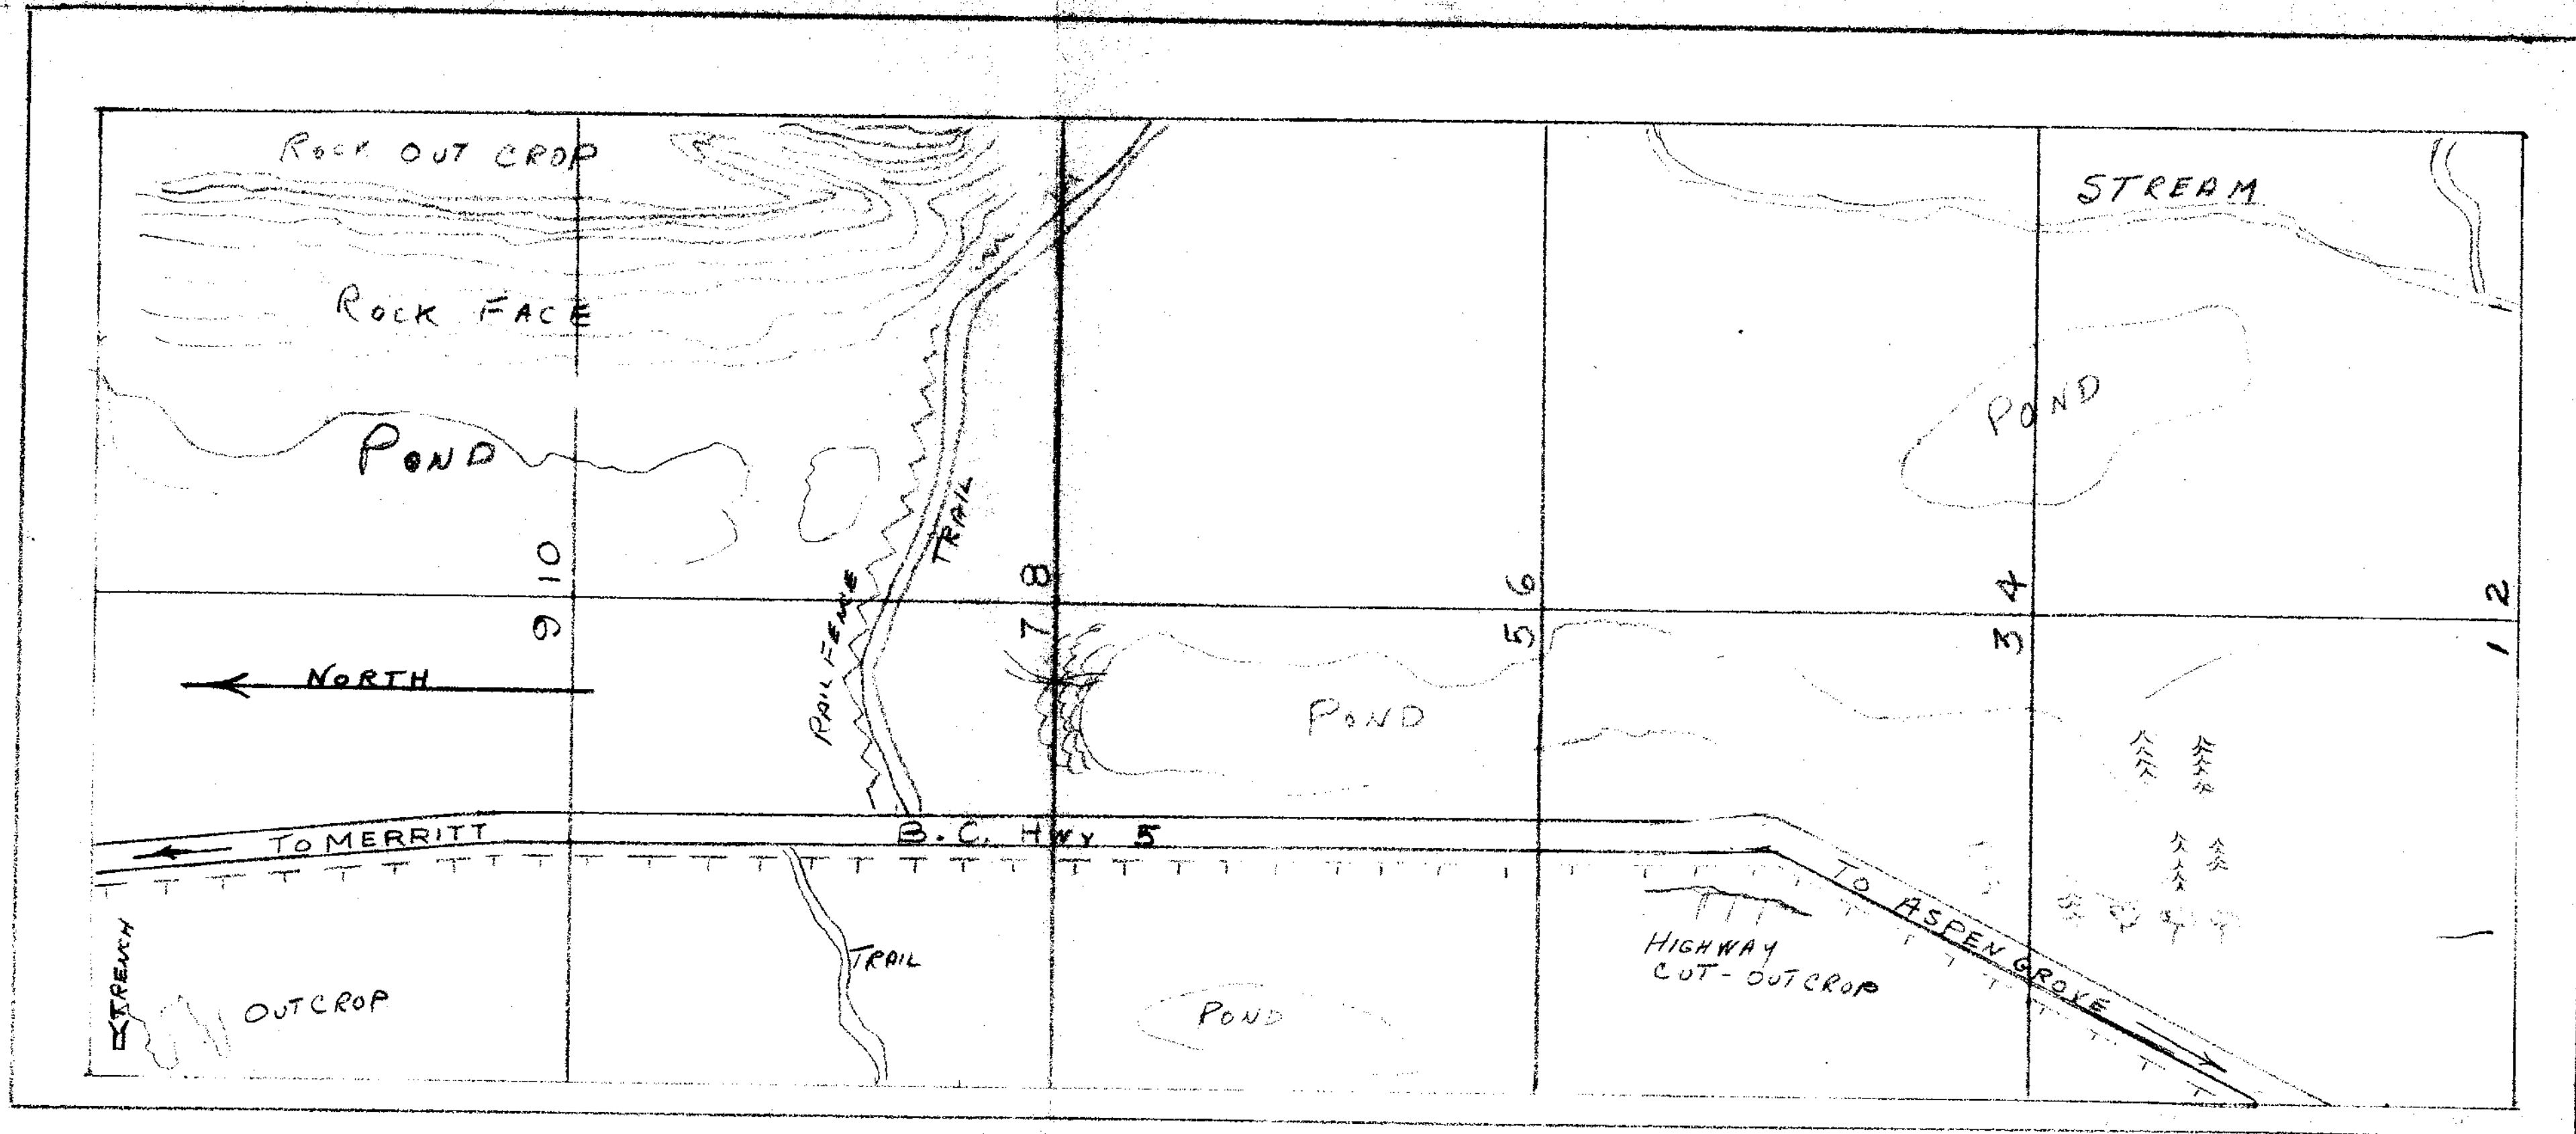 ROCK OUT CROP
STREAM
ROCK FACE
POND
POND
TRAIL
RAIL FENCE
10
8
6
4
2
9
7
5
3
1
NORTH
POND
TO MERRITT
B.C. HWY 5
TO ASPEN GROVE
TRENCH
OUTCROP
TRAIL
POND
HIGHWAY
CUT-OUTCROP